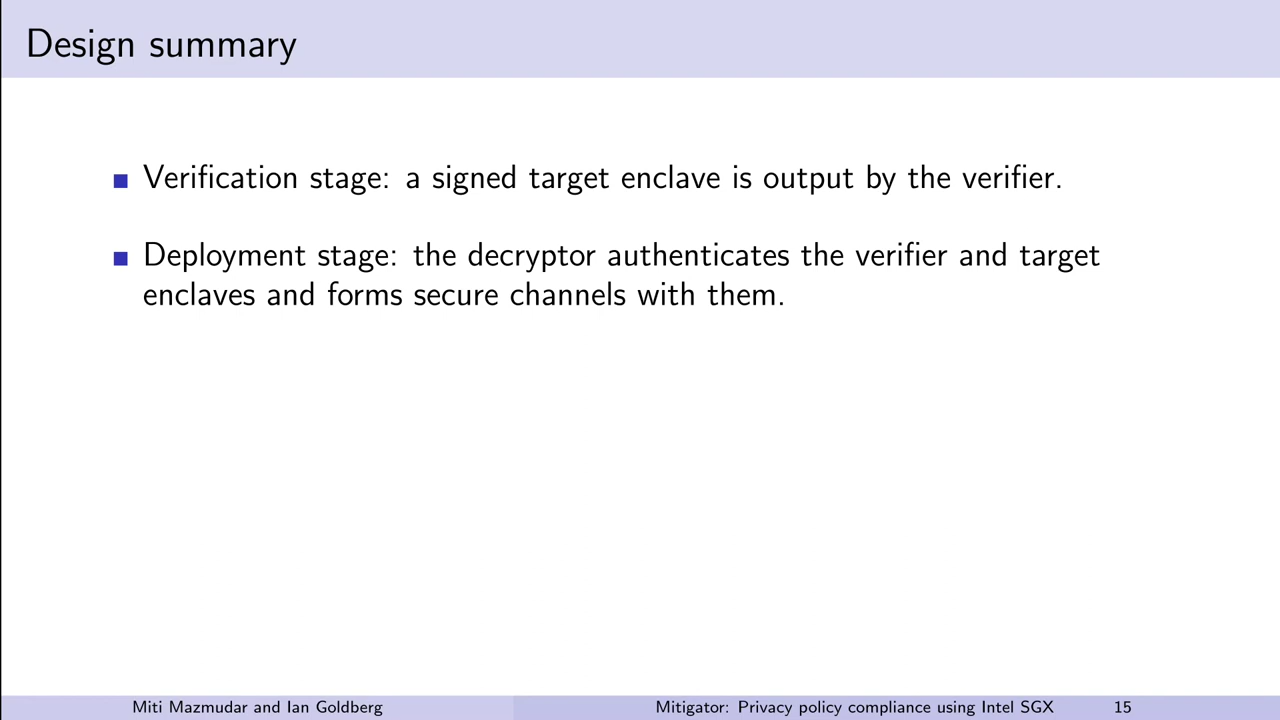 Design summary
Verification stage: a signed target enclave is output by the verifier.
Deployment stage: the decryptor authenticates the verifier and target
enclaves and forms secure channels with them.
Miti Mazmudar and Ian Goldberg
Mitigator: Privacy policy compliance using Intel SGX
15